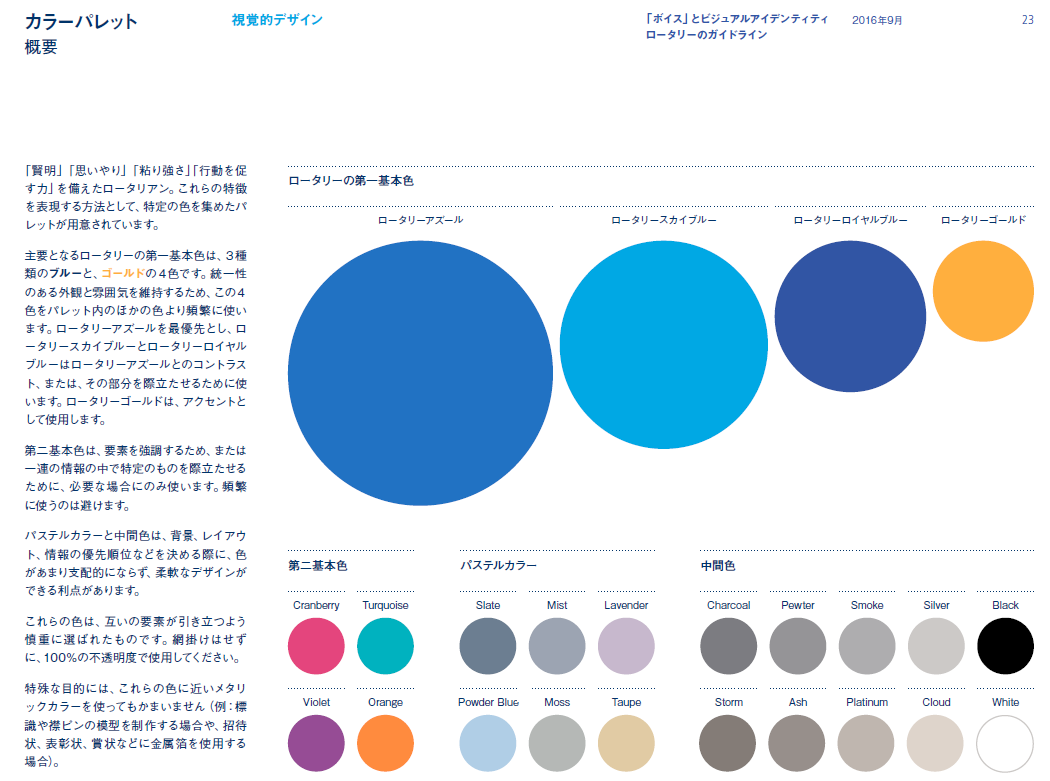 カラーパレット
概要
視覚的デザイン
「ボイス」とビジュアルアイデンティティ
ロータリーのガイドライン
2016年9月
23
「賢明」「思いやり」「粘り強さ」「行動を促
す力」を備えたロータリアン。これらの特徴
を表現する方法として、特定の色を集めたパ
レットが用意されています。
主要となるロータリーの第一基本色は、3種
類のブルーと、ゴールドの4色です。統一性
のある外観と雰囲気を維持するため、この4
色をパレット内のほかの色より頻繁に使い
ます。ロータリーアズールを最優先とし、ロ
ータリースカイブルーとロータリーロイヤル
ブルーはロータリーアズールとのコントラス
ト、または、その部分を際立たせるために使
います。ロータリーゴールドは、アクセントと
して使用します。
第二基本色は、要素を強調するため、または
一連の情報の中で特定のものを際立たせる
ために、必要な場合にのみ使います。頻繁
に使うのは避けます。
パステルカラーと中間色は、背景、レイアウ
ト、情報の優先順位などを決める際に、色
があまり支配的にならず、柔軟なデザインが
できる利点があります。
これらの色は、互いの要素が引き立つよう
慎重に選ばれたものです。網掛けはせず
に、100%の不透明度で使用してください。
特殊な目的には、これらの色に近いメタリ
ックカラーを使ってもかまいません（例：標
識や襟ピンの模型を制作する場合や、招待
状、表彰状、賞状などに金属箔を使用する
場合）。
ロータリーの第一基本色
ロータリーアズール
ロータリースカイブルー
ロータリーロイヤルブルー
ロータリーゴールド
第二基本色
Cranberry
Turquoise
Violet
Orange
パステルカラー
Slate
Mist
Lavender
Powder Blue
Moss
Taupe
中間色
Charcoal
Pewter
Smoke
Silver
Black
Storm
Ash
Platinum
Cloud
White